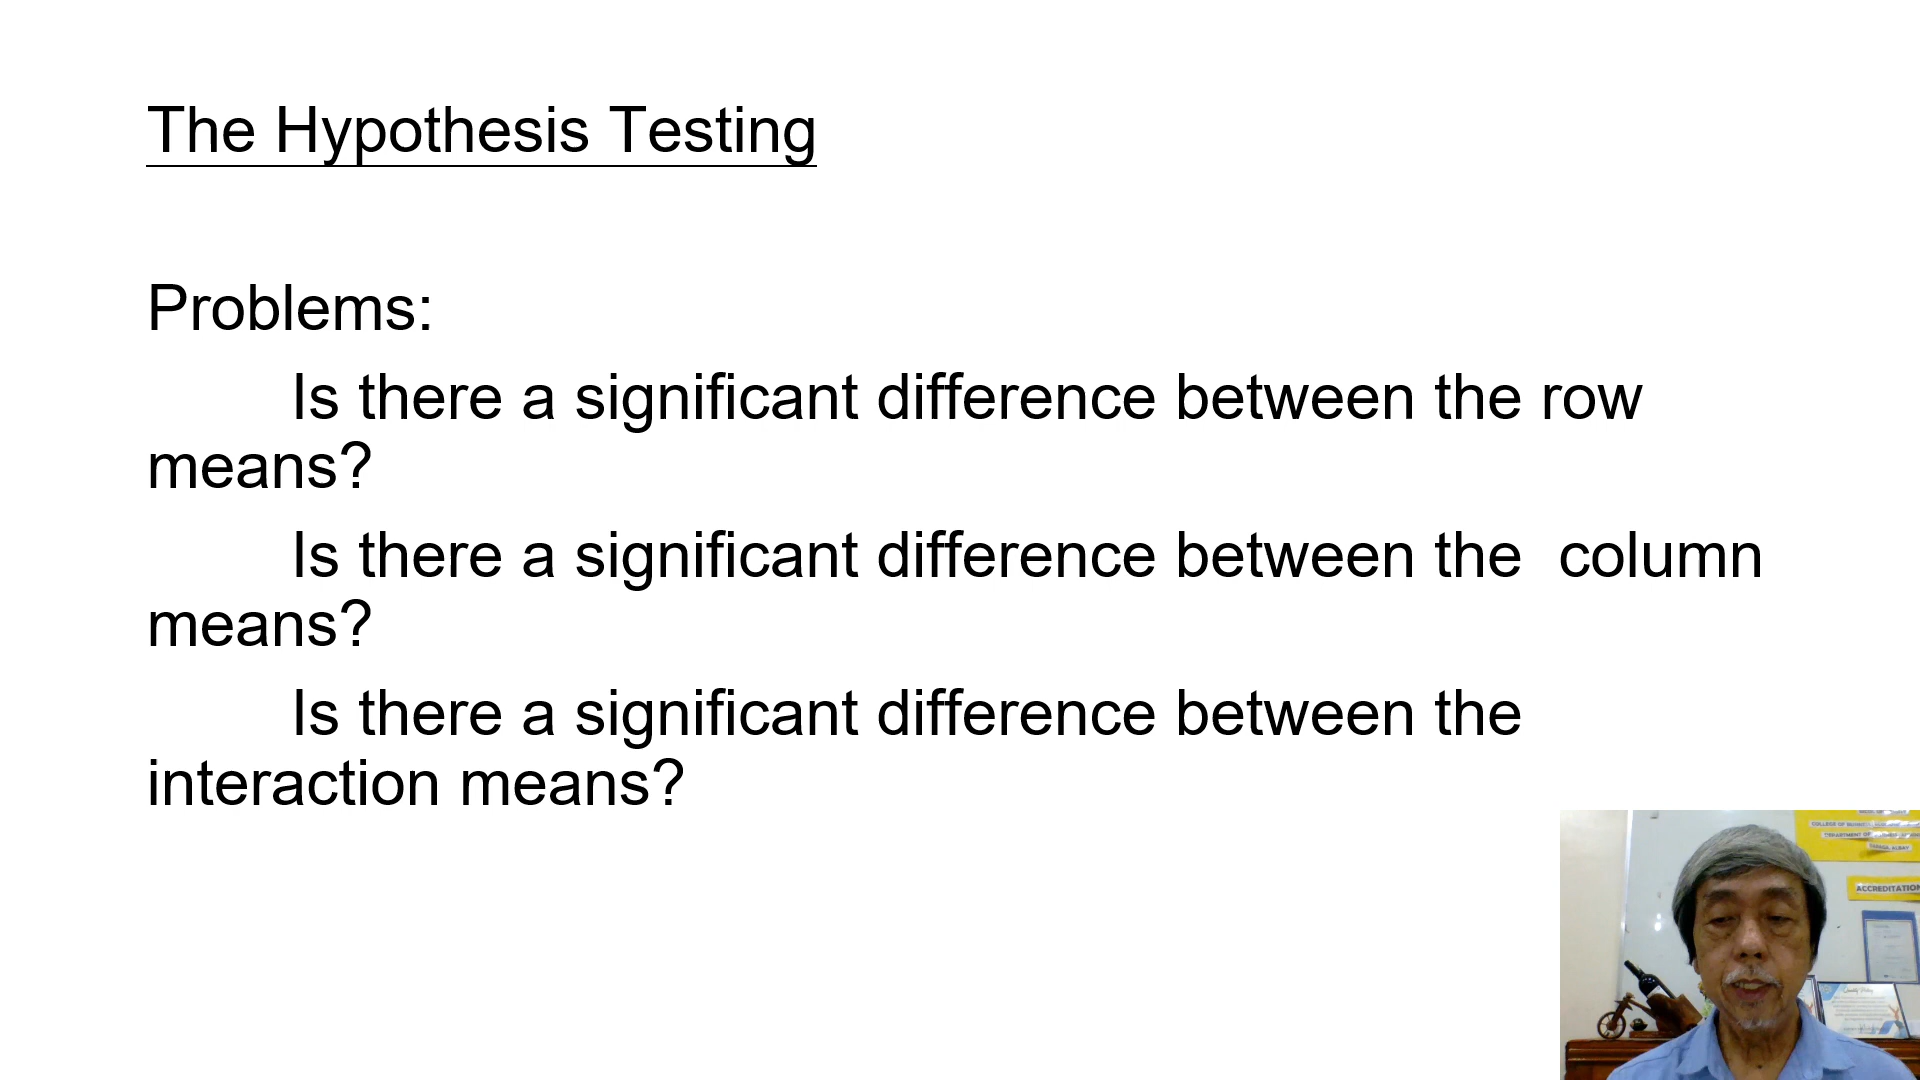 The Hypothesis Testing
Problems:
Is there a significant difference between the row
means?
Is there a significant difference between the  column
means?
Is there a significant difference between the
interaction means?
ACCREDITATION